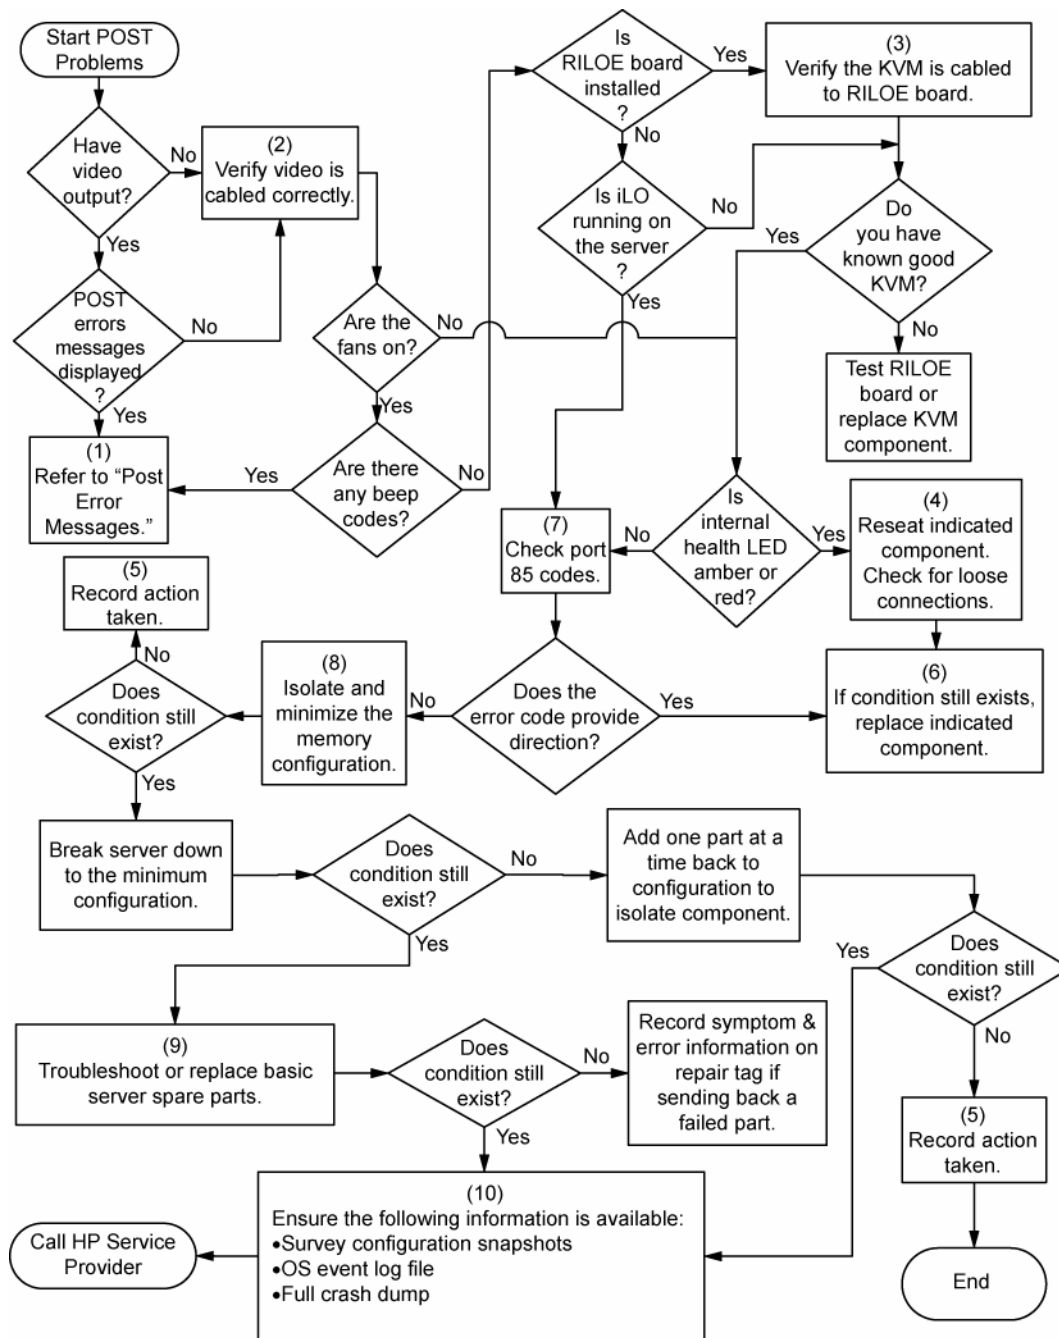 Start POST
Problems
Have
video
output?
No
Yes
(2)
Verify video is
cabled correctly.
POST
errors
messages
displayed
?
No
Yes
(1)
Refer to “Post
Error
Messages.”
Are the
fans on?
No
Yes
Are there
any beep
codes?
Yes
No
Is
RILOE board
installed
?
Yes
No
(3)
Verify the KVM is cabled
to RILOE board.
Is iLO
running on
the server
?
No
Yes
Do
you have
known good
KVM?
Yes
No
Test RILOE
board or
replace KVM
component.
Is
internal
health LED
amber or
red?
No
Yes
(4)
Reseat indicated
component.
Check for loose
connections.
(7)
Check port
85 codes.
(6)
If condition still exists,
replace indicated
component.
Does the
error code provide
direction?
Yes
No
(8)
Isolate and
minimize the
memory
configuration.
(5)
Record action
taken.
No
Does
condition still
exist?
Yes
Break server down
to the minimum
configuration.
Does
condition still
exist?
No
Yes
Add one part at a
time back to
configuration to
isolate component.
Does
condition still
exist?
Yes
No
(9)
Troubleshoot or replace basic
server spare parts.
Does
condition still
exist?
No
Yes
Record symptom &
error information on
repair tag if
sending back a
failed part.
(5)
Record action
taken.
(10)
Ensure the following information is available:
•Survey configuration snapshots
•OS event log file
•Full crash dump
Call HP Service
Provider
End